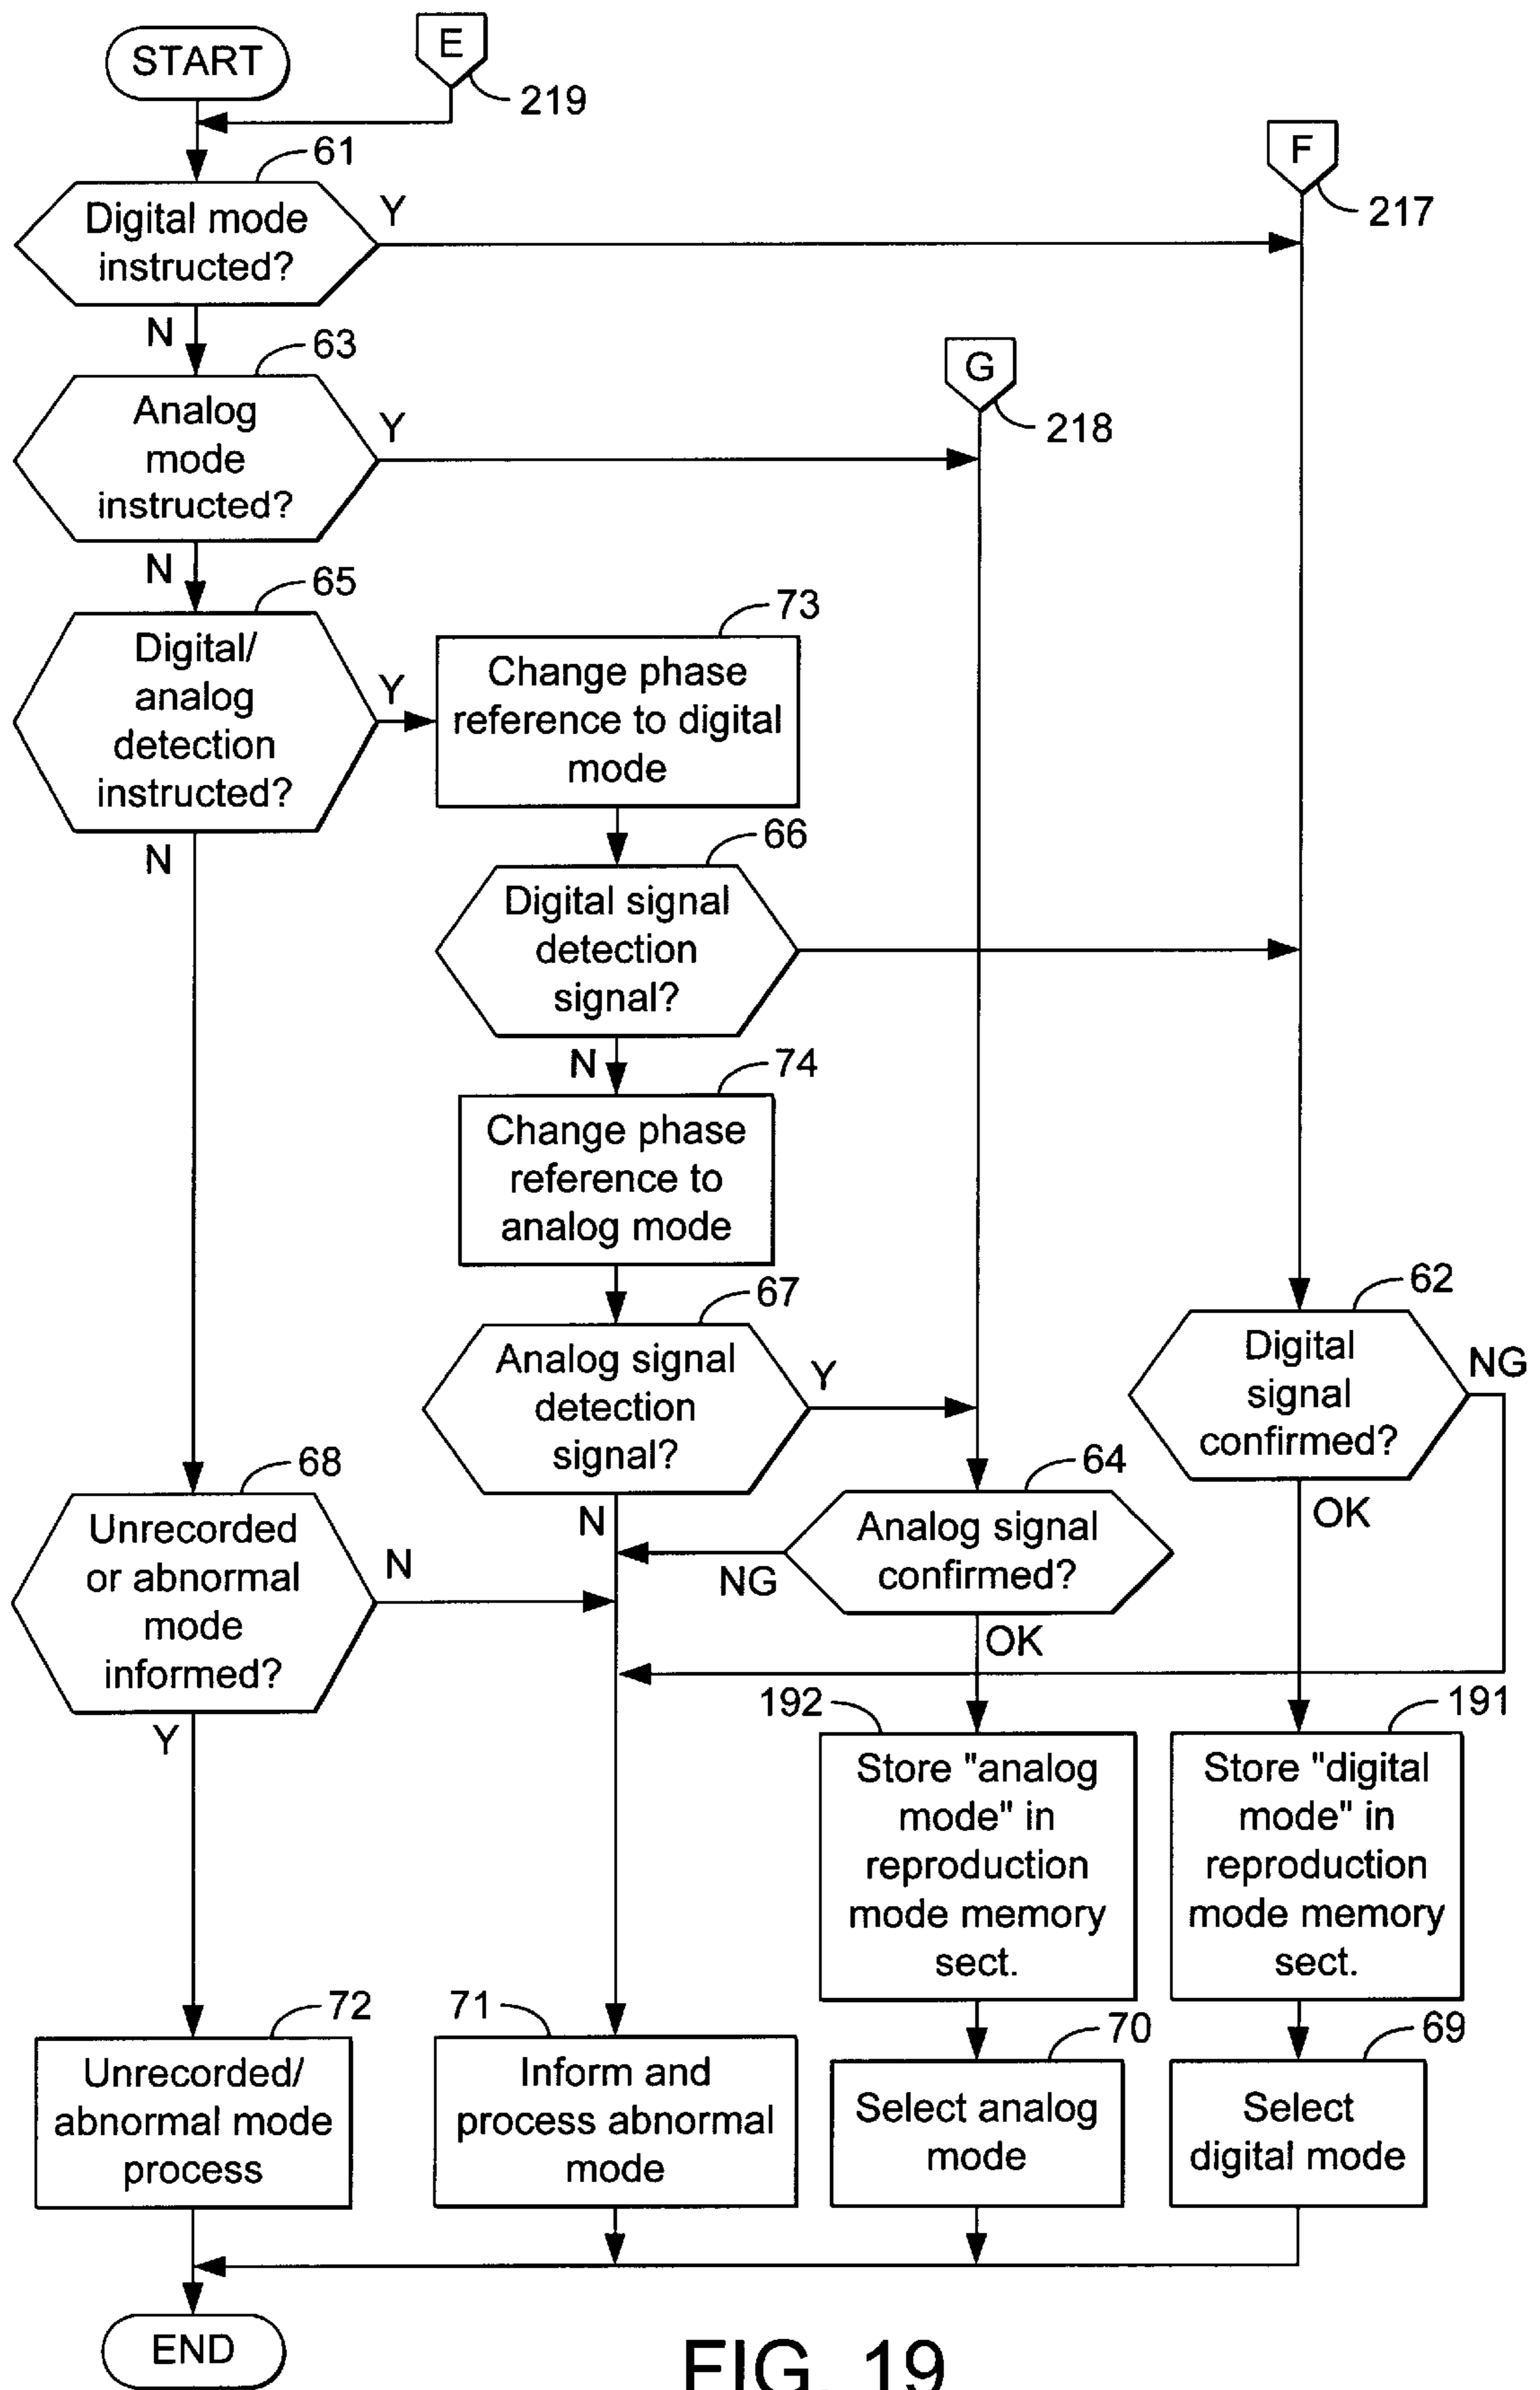 START
E
219
F
217
61
Digital mode
instructed?
Y
N
63
Analog
mode
instructed?
Y
G
218
N
65
Digital/
analog
detection
instructed?
Y
N
73
Change phase
reference to digital
mode
66
Digital signal
detection
signal?
N
74
Change phase
reference to
analog mode
67
Analog signal
detection
signal?
Y
N
62
Digital
signal
confirmed?
NG
OK
64
Analog signal
confirmed?
NG
OK
68
Unrecorded
or abnormal
mode
informed?
N
Y
192
Store "analog
mode" in
reproduction
mode memory
sect.
191
Store "digital
mode" in
reproduction
mode memory
sect.
72
Unrecorded/
abnormal mode
process
71
Inform and
process abnormal
mode
70
Select analog
mode
69
Select
digital mode
END
FIG. 19